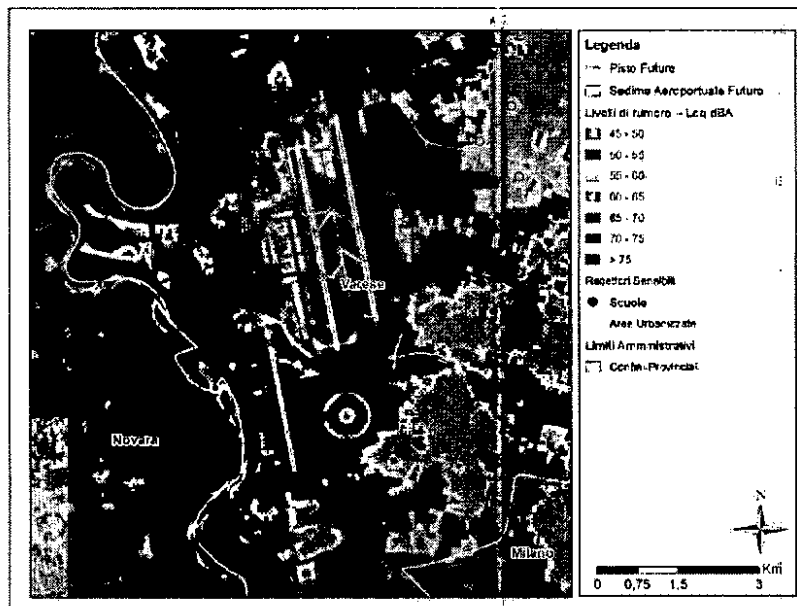 Varese
Novara
Milano
Legenda
Piste Future
Sedime Aeroportuale Futuro
Livelli di rumore - Leq dBA
45 - 50
50 - 55
55 - 60
60 - 65
65 - 70
70 - 75
> 75
Recettori Sensibili
Scuole
Aree Urbanizzate
Limiti Amministrativi
Confini Provinciali
N
Km
0 0,75 1,5 3